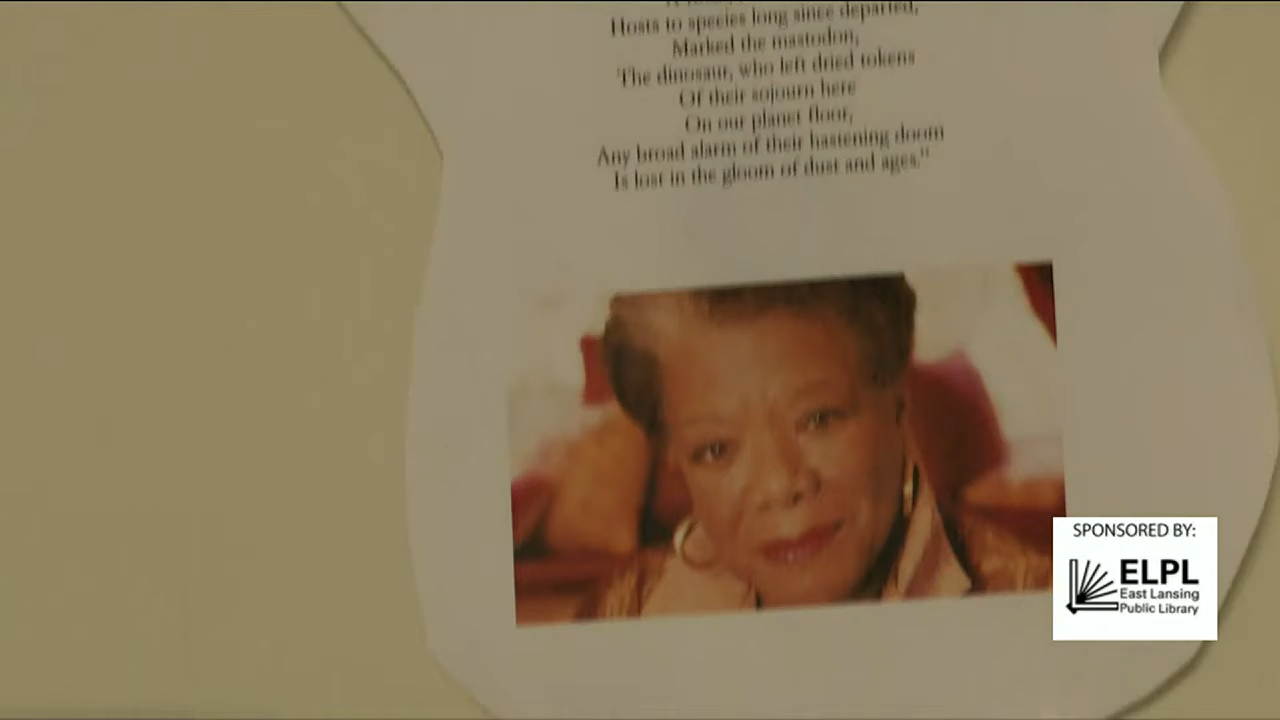 Hosts to species long since departed,
Marked the mastodon,
The dinosaur, who left dried tokens
Of their sojourn here
On our planet floor,
Any broad alarm of their hastening doom
Is lost in the gloom of dust and ages."
SPONSORED BY:
ELPL
East Lansing
Public Library